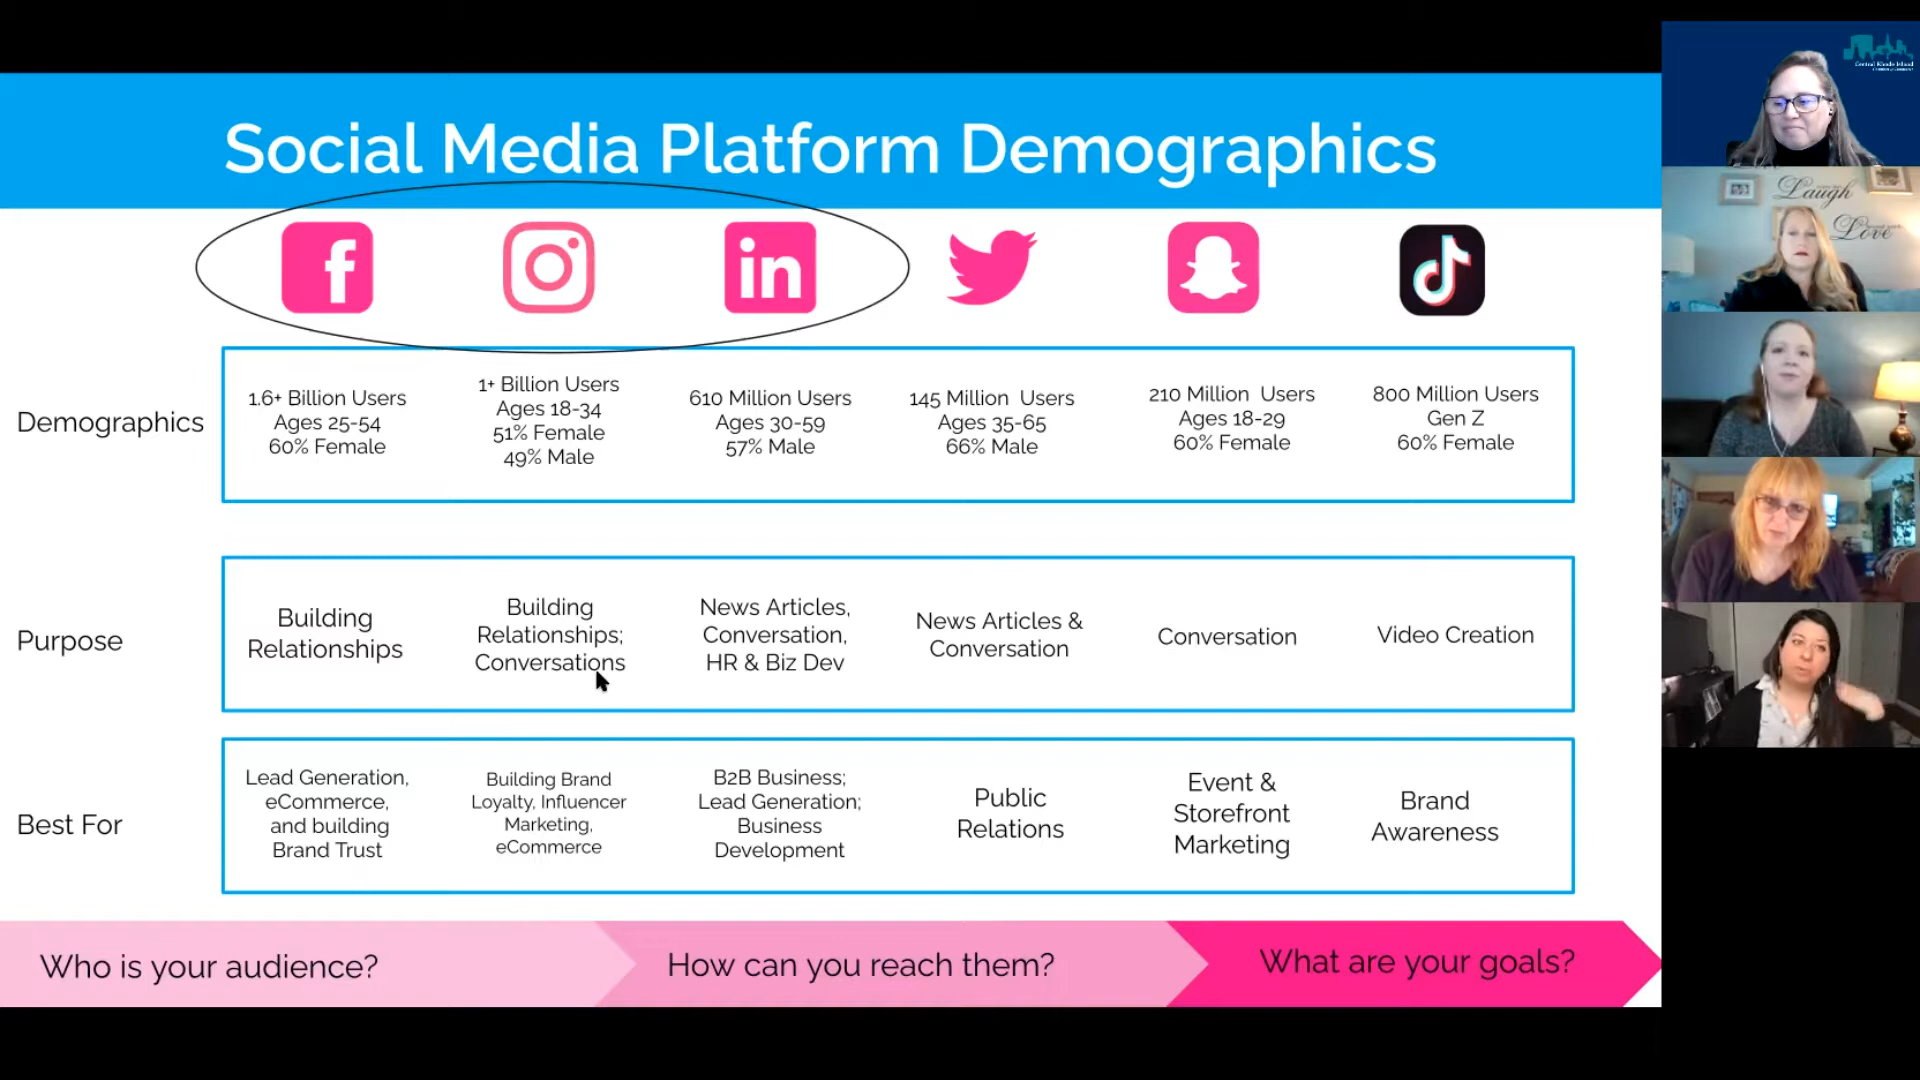 Social Media Platform Demographics
Demographics
1.6+ Billion Users
Ages 25-54
60% Female
1+ Billion Users
Ages 18-34
51% Female
49% Male
610 Million Users
Ages 30-59
57% Male
145 Million Users
Ages 35-65
66% Male
210 Million Users
Ages 18-29
60% Female
800 Million Users
Gen Z
60% Female
Purpose
Building
Relationships
Building
Relationships;
Conversations
News Articles,
Conversation,
HR & Biz Dev
News Articles &
Conversation
Conversation
Video Creation
Best For
Lead Generation,
eCommerce,
and building
Brand Trust
Building Brand
Loyalty, Influencer
Marketing,
eCommerce
B2B Business;
Lead Generation;
Business
Development
Public
Relations
Event &
Storefront
Marketing
Brand
Awareness
Who is your audience?
How can you reach them?
What are your goals?
Central Rhode Island
Laugh
Love